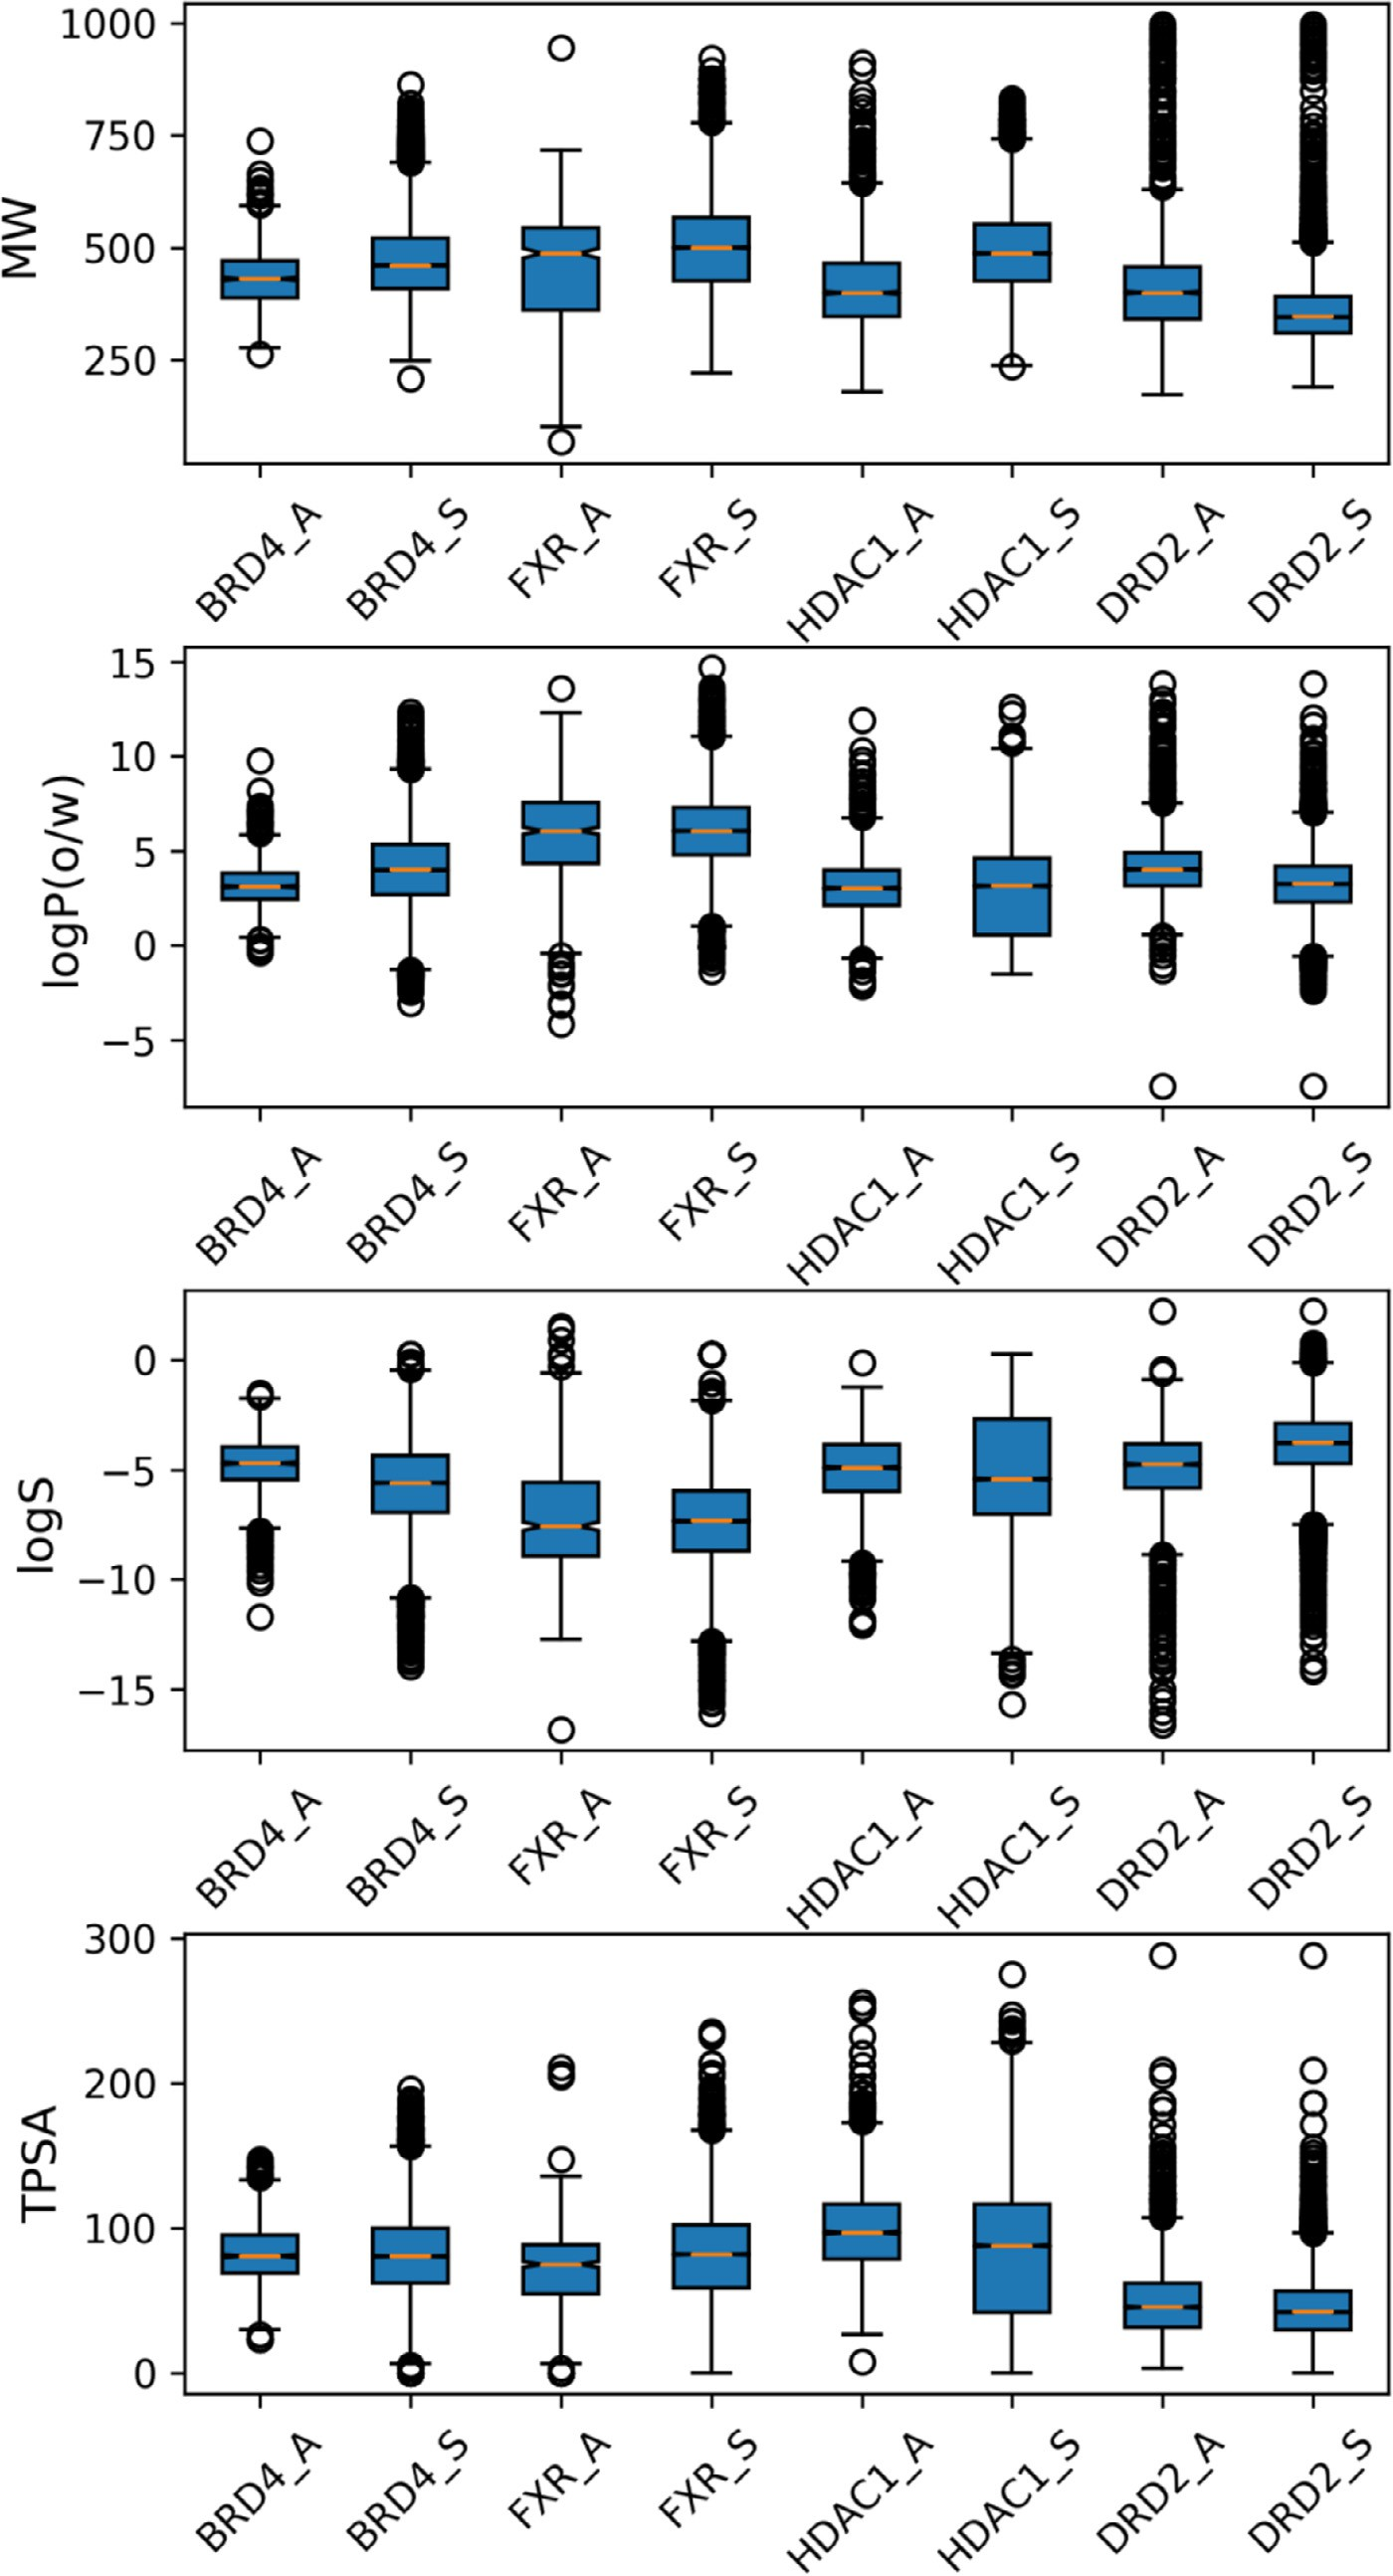 MW
1000
750
500
250
BRD4_A BRD4_S FXR_A FXR_S HDAC1_A HDAC1_S DRD2_A DRD2_S
logP(o/w)
15
10
5
0
−5
BRD4_A BRD4_S FXR_A FXR_S HDAC1_A HDAC1_S DRD2_A DRD2_S
logS
0
−5
−10
−15
BRD4_A BRD4_S FXR_A FXR_S HDAC1_A HDAC1_S DRD2_A DRD2_S
TPSA
300
200
100
0
BRD4_A BRD4_S FXR_A FXR_S HDAC1_A HDAC1_S DRD2_A DRD2_S